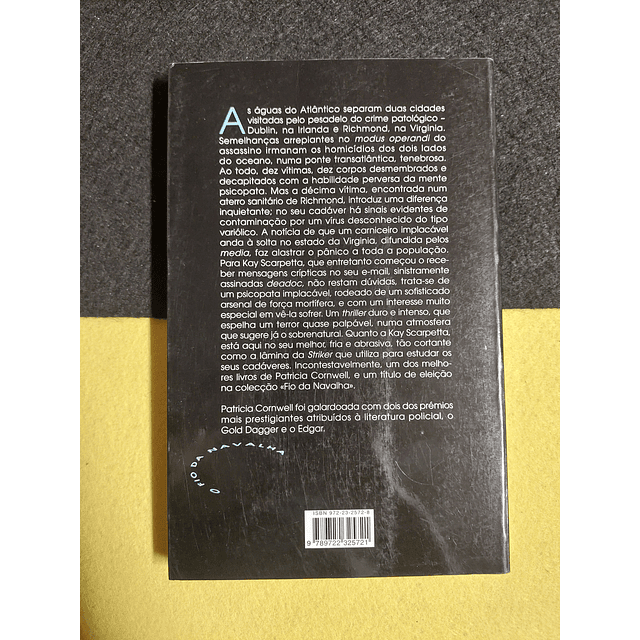 As águas do Atlântico separam duas cidades
visitadas pelo pesadelo do crime patológico –
Dublin, na Irlanda e Richmond, na Virginia.
Semelhanças arrepiantes no modus operandi do
assassino irmanam os homicídios dos dois lados
do oceano, numa ponte transatlântica, tenebrosa.
Ao todo, dez vítimas, dez corpos desmembrados e
decapitados com a habilidade perversa da mente
psicopata. Mas a décima vítima, encontrada num
aterro sanitário de Richmond, introduz uma diferença
inquietante: no seu cadáver há sinais evidentes de
contaminação por um vírus desconhecido do tipo
variólico. A notícia de que um carniceiro implacável
anda à solta no estado da Virginia, difundida pelos
media, faz alastrar o pânico a toda a população.
Para Kay Scarpetta, que entretanto começou o rece-
ber mensagens crípticas no seu e-mail, sinistramente
assinadas deadoc, não restam dúvidas, trata-se de
um psicopata implacável, rodeado de um sofisticado
arsenal de força mortífera, e com um interesse muito
especial em vê-la sofrer. Um thriller duro e intenso, que
espelha um terror quase palpável, numa atmosfera
que sugere já o sobrenatural. Quanto a Kay Scarpetta,
está aqui no seu melhor, fria e abrasiva, tão cortante
como a lâmina da Striker que utiliza para estudar os
seus cadáveres. Incontestavelmente, um dos melho-
res livros de Patricia Cornwell, e um título de eleição
na colecção «Fio da Navalha».
Patricia Cornwell foi galardoada com dois dos prémios
mais prestigiantes atribuídos à literatura policial, o
Gold Dagger e o Edgar.
O FIO DA NAVALHA
ISBN 972-23-2572-8
9 789722 325721